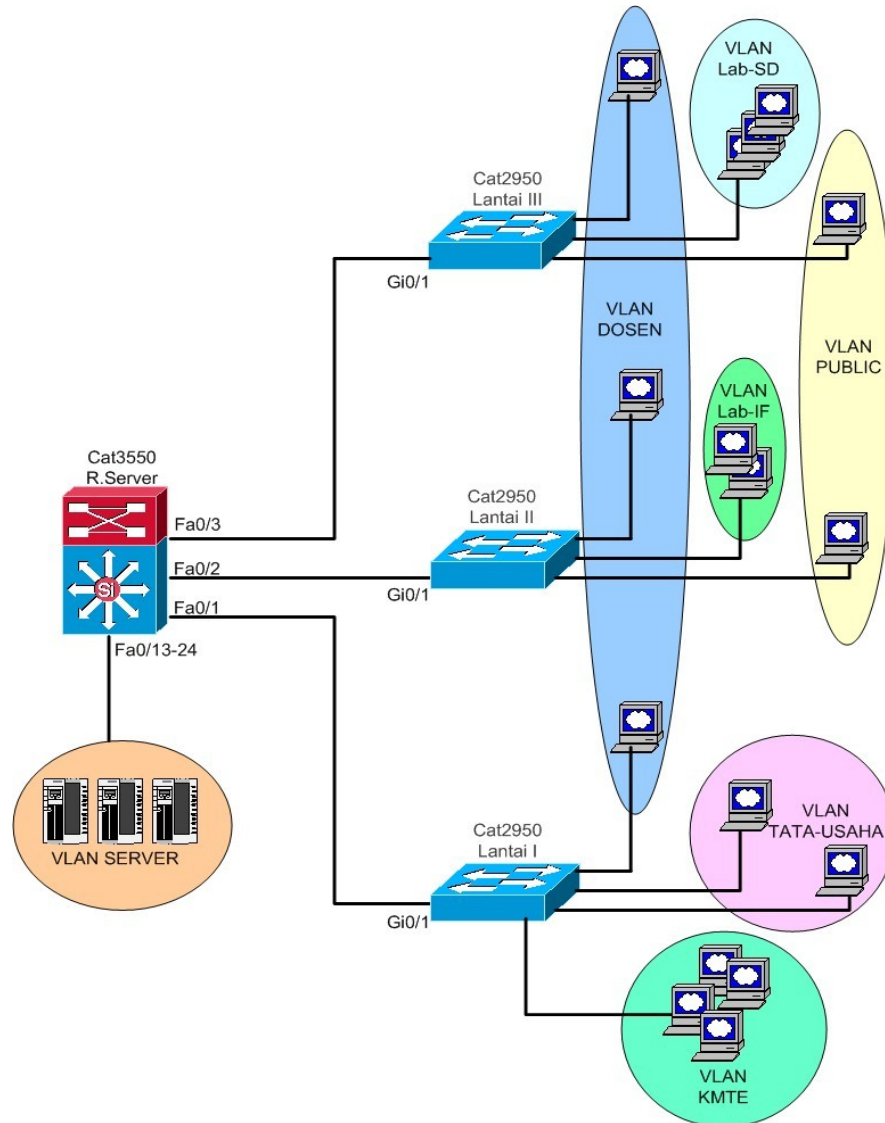 VLAN
Lab-SD
Cat2950
Lantai III
Gi0/1
VLAN
DOSEN
VLAN
PUBLIC
VLAN
Lab-IF
Cat3550
R.Server
Fa0/3
Cat2950
Lantai II
Fa0/2
Gi0/1
Fa0/1
Si
Fa0/13-24
VLAN SERVER
Cat2950
Lantai I
Gi0/1
VLAN
TATA-USAHA
VLAN
KMTE